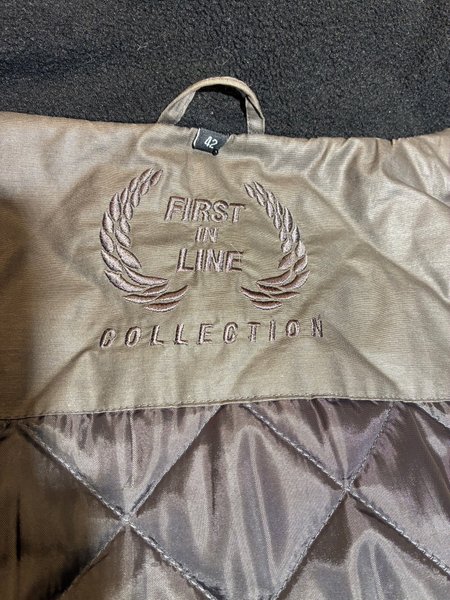 42
FIRST
IN
LINE
COLLECTION